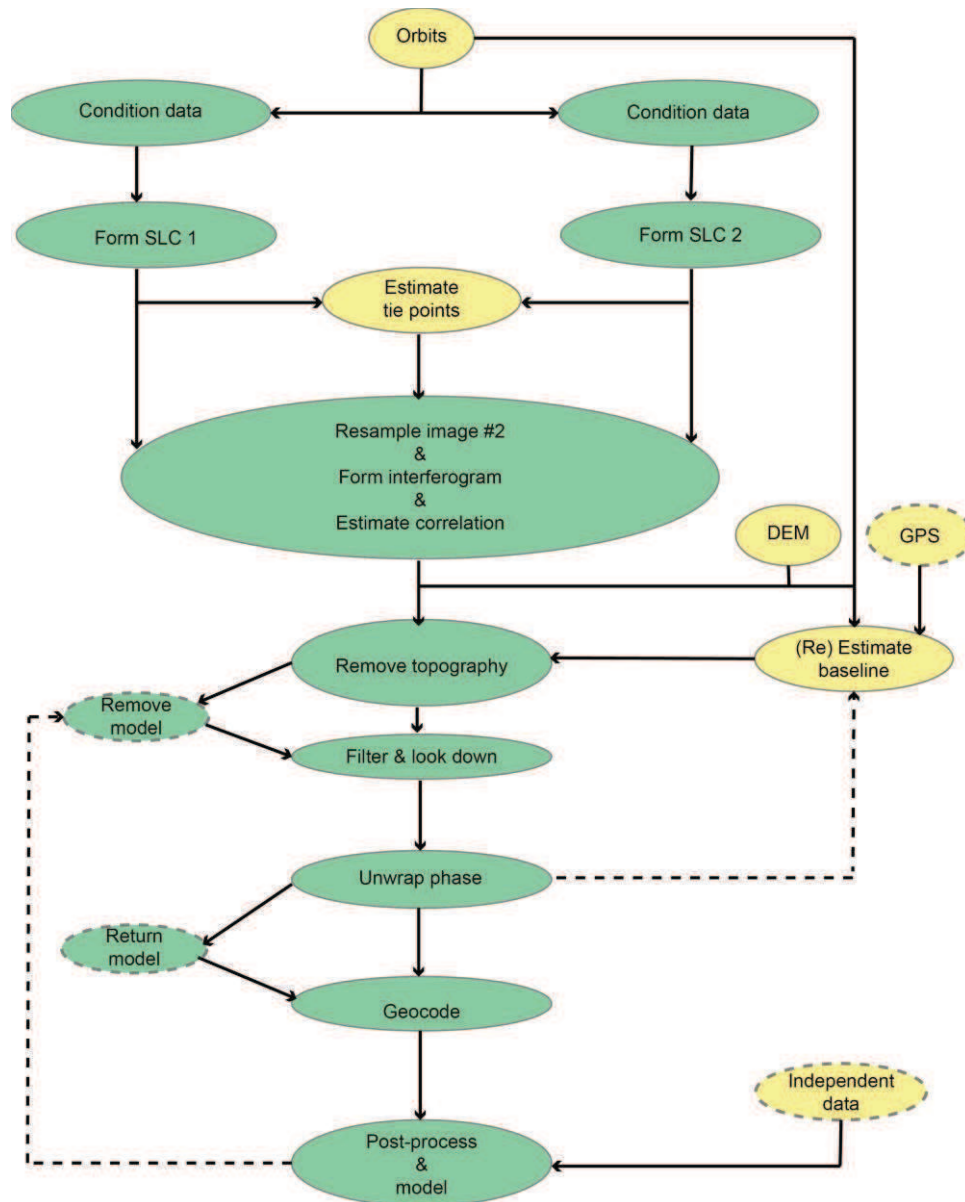 Orbits
Condition data
Condition data
Form SLC 1
Form SLC 2
Estimate
tie points
Resample image #2
&
Form interferogram
&
Estimate correlation
DEM
GPS
(Re) Estimate
baseline
Remove topography
Remove
model
Filter & look down
Unwrap phase
Return
model
Geocode
Independent
data
Post-process
&
model